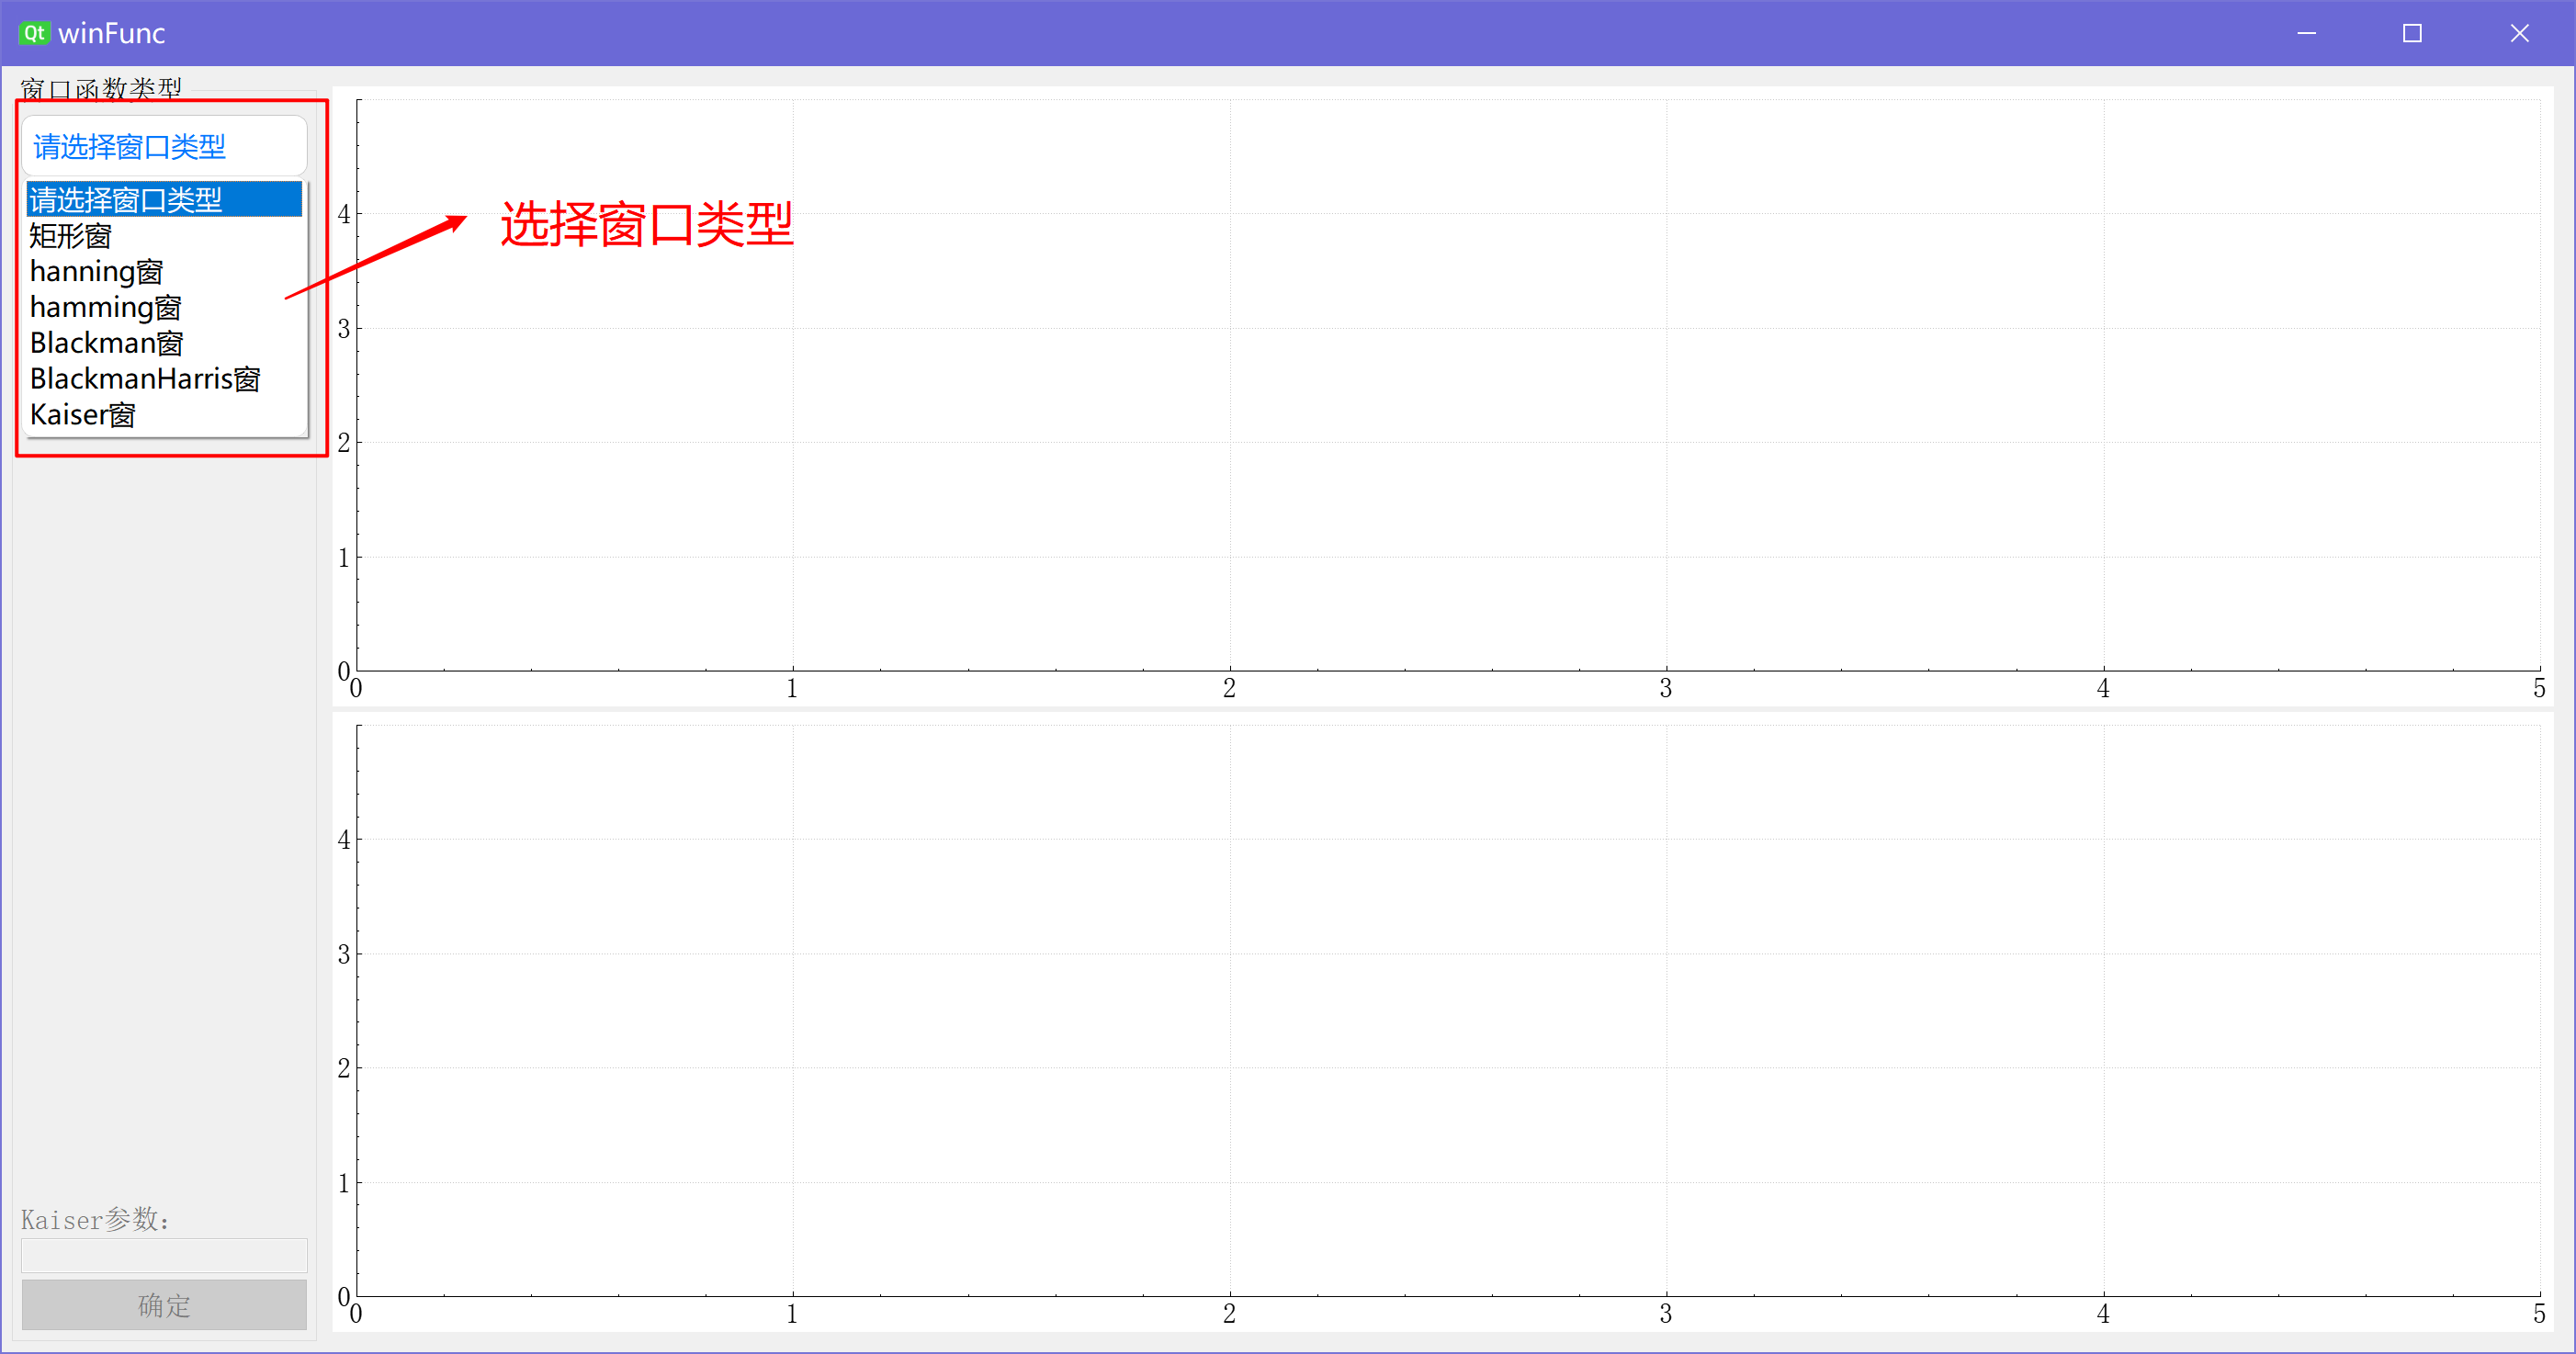 Qt winFunc
窗口函数类型
请选择窗口类型
请选择窗口类型
矩形窗
hanning窗
hamming窗
Blackman窗
BlackmanHarris窗
Kaiser窗
选择窗口类型
4
3
2
1
0
0 1 2 3 4 5
4
3
2
1
0
0 1 2 3 4 5
Kaiser参数:
确定